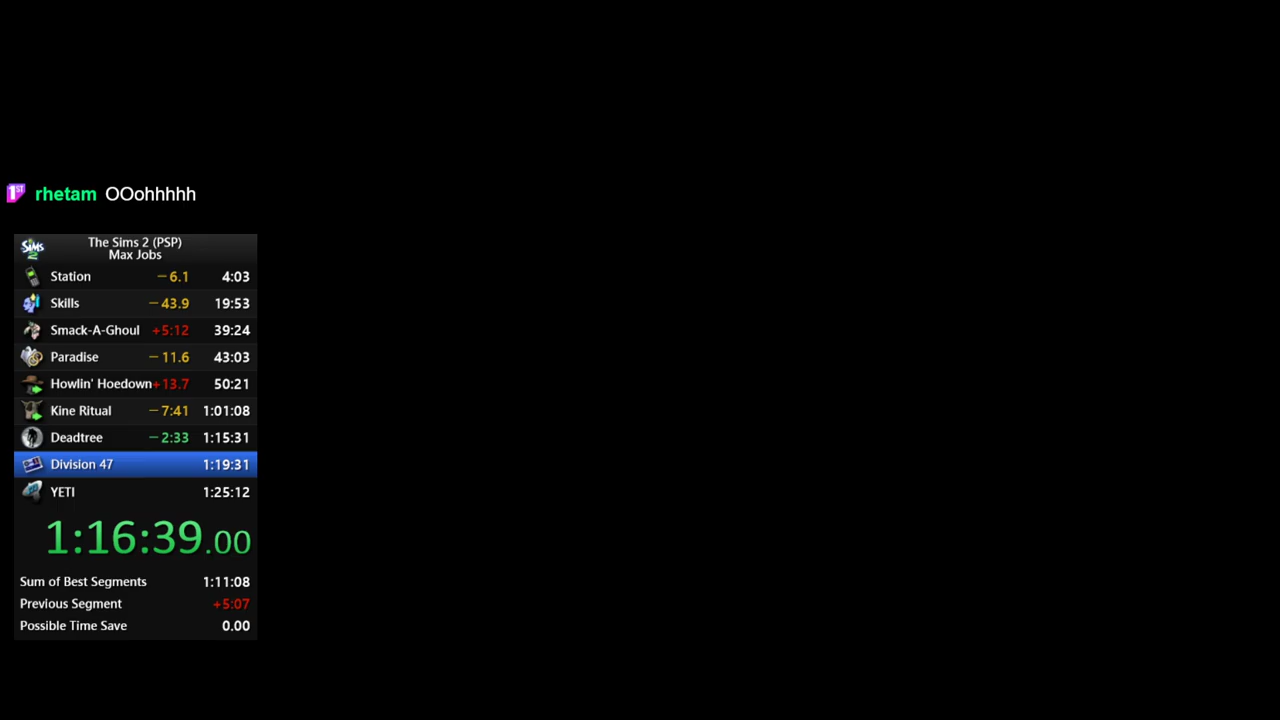 1ST rhetam OOohhhhh
SIMS 2 The Sims 2 (PSP)
Max Jobs
Station −6.1 4:03
Skills −43.9 19:53
Smack-A-Ghoul +5:12 39:24
Paradise −11.6 43:03
Howlin' Hoedown +13.7 50:21
Kine Ritual −7:41 1:01:08
Deadtree −2:33 1:15:31
Division 47 1:19:31
YETI 1:25:12
1:16:39.00
Sum of Best Segments 1:11:08
Previous Segment +5:07
Possible Time Save 0.00